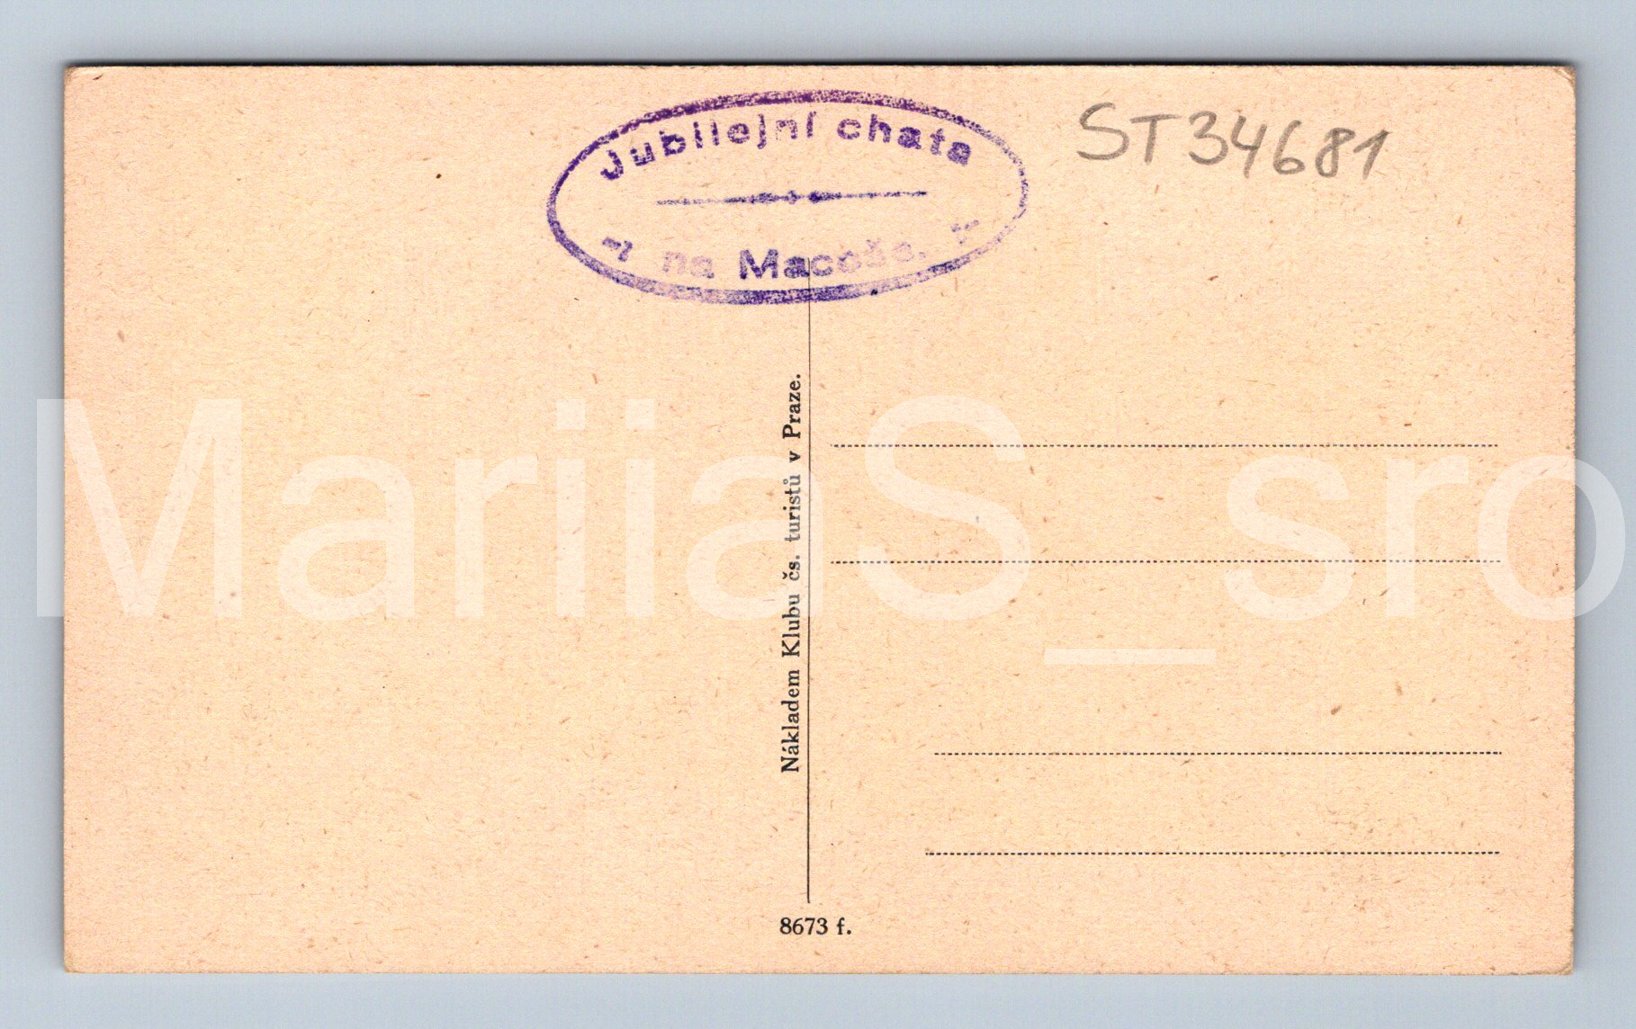 Jubilejní chata
na Macoše.
ST34681
Nákladem Klubu čs. turistů v Praze.
8673 f.
MariiaS_sro